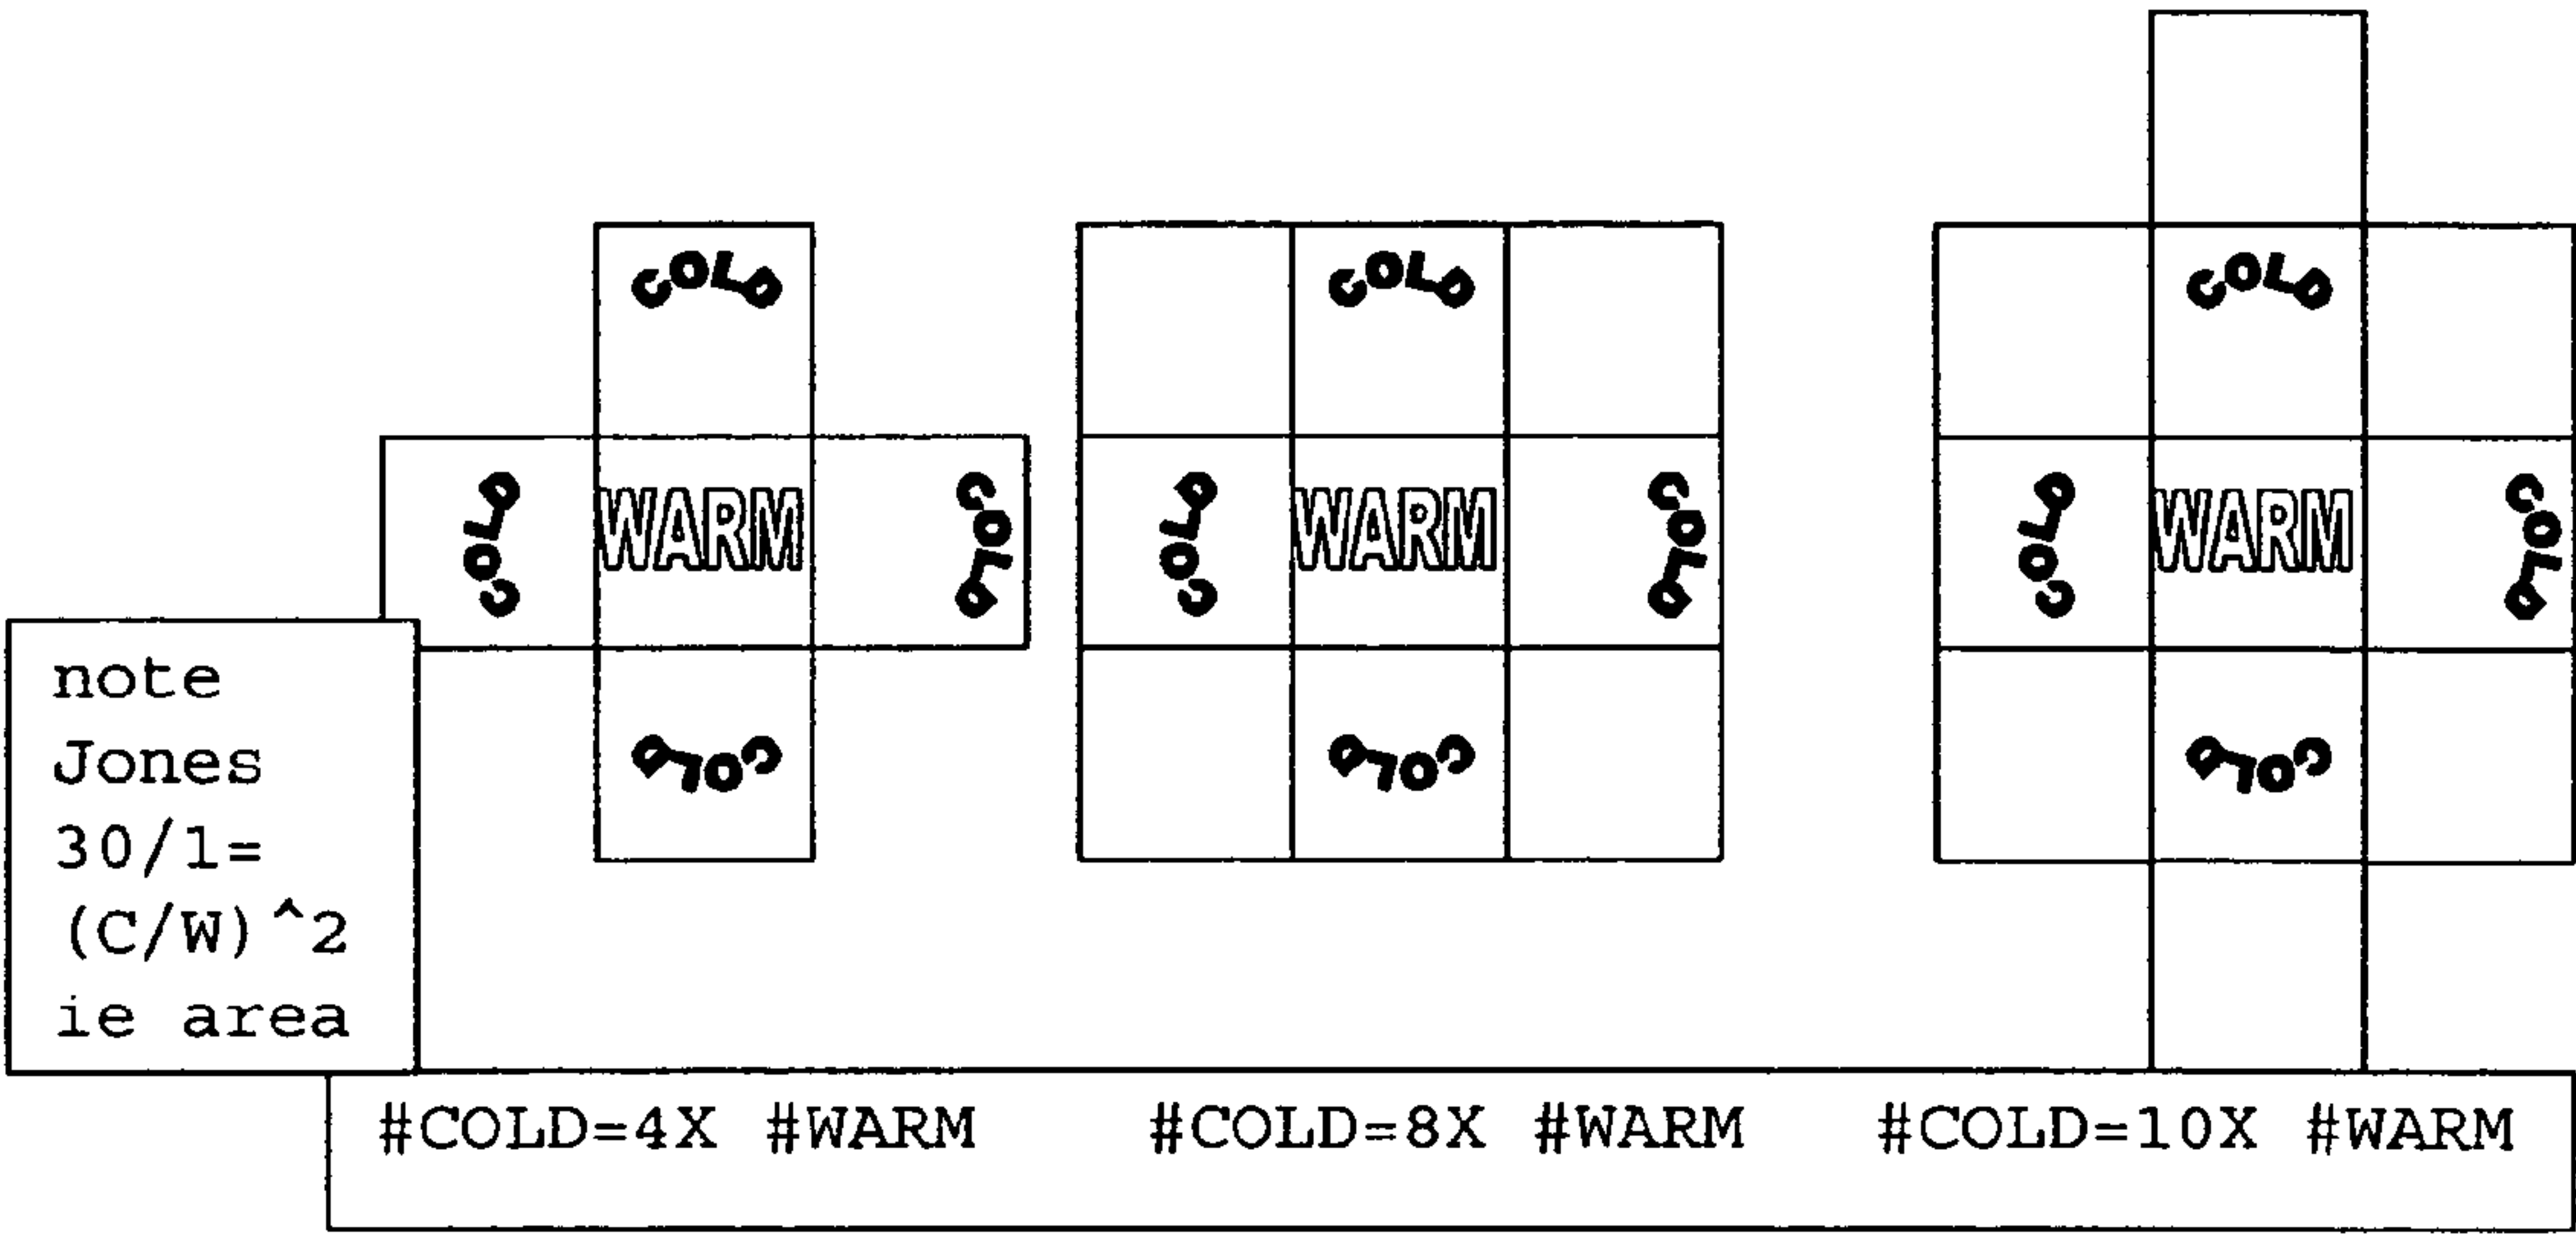 COLD COLD COLD
COLD WARM COLD COLD WARM COLD COLD WARM COLD
COLD COLD COLD
note
Jones
30/1=
(C/W)^2
ie area
#COLD=4X #WARM #COLD=8X #WARM #COLD=10X #WARM